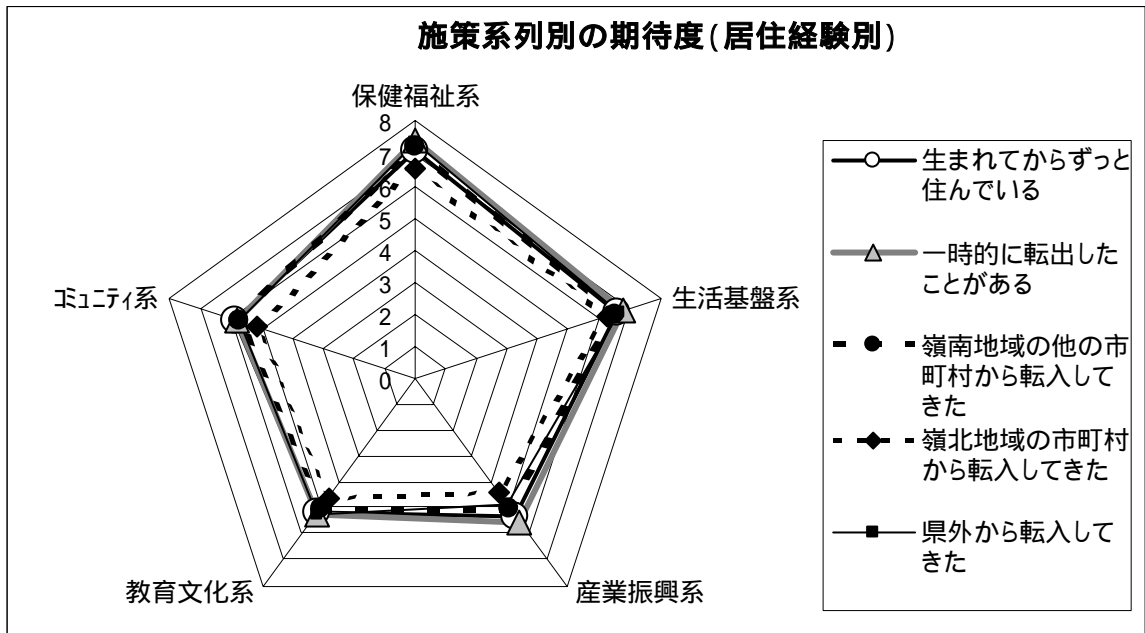 施策系列別の期待度(居住経験別)
保健福祉系
8
7
6
5
4
3
2
1
0
生活基盤系
産業振興系
教育文化系
ｺﾐｭﾆﾃｨ系
生まれてからずっと
住んでいる
一時的に転出した
ことがある
嶺南地域の他の市
町村から転入して
きた
嶺北地域の市町村
から転入してきた
県外から転入して
きた